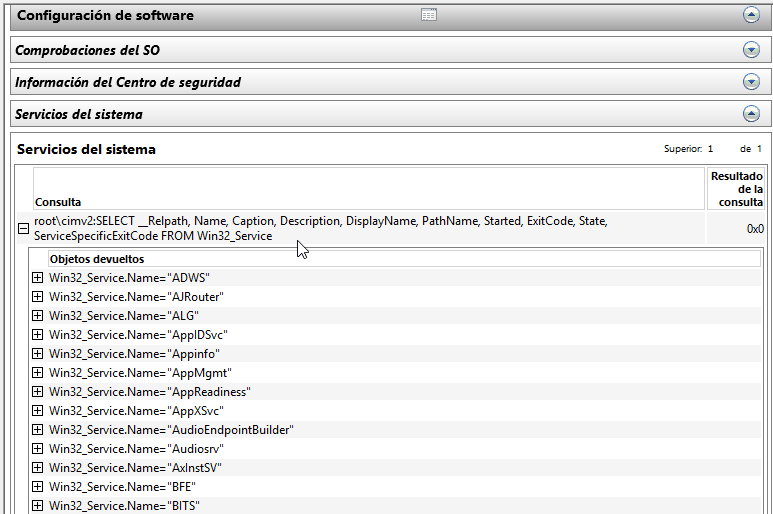 Configuración de software
Comprobaciones del SO
Información del Centro de seguridad
Servicios del sistema
Servicios del sistema
Superior: 1 de 1
Consulta
Resultado
de la
consulta
root\cimv2:SELECT __Relpath, Name, Caption, Description, DisplayName, PathName, Started, ExitCode, State,
ServiceSpecificExitCode FROM Win32_Service
0x0
Objetos devueltos
Win32_Service.Name="ADWS"
Win32_Service.Name="AJRouter"
Win32_Service.Name="ALG"
Win32_Service.Name="AppIDSvc"
Win32_Service.Name="Appinfo"
Win32_Service.Name="AppMgmt"
Win32_Service.Name="AppReadiness"
Win32_Service.Name="AppXSvc"
Win32_Service.Name="AudioEndpointBuilder"
Win32_Service.Name="Audiosrv"
Win32_Service.Name="AxInstSV"
Win32_Service.Name="BFE"
Win32_Service.Name="BITS"